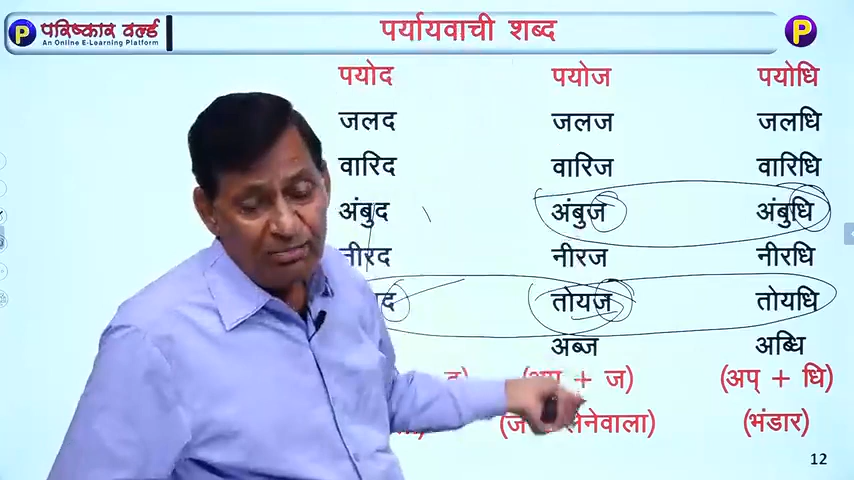 परिष्कार वर्ल्ड
An Online E-Learning Platform
पर्यायवाची शब्द
P
पयोद पयोज पयोधि
जलद जलज जलधि
वारिद वारिज वारिधि
अंबुद अंबुज अंबुधि
नीरद नीरज नीरधि
तोयज तोयधि
अब्ज अब्धि
+ ज) (अप् + धि)
(भंडार)
12